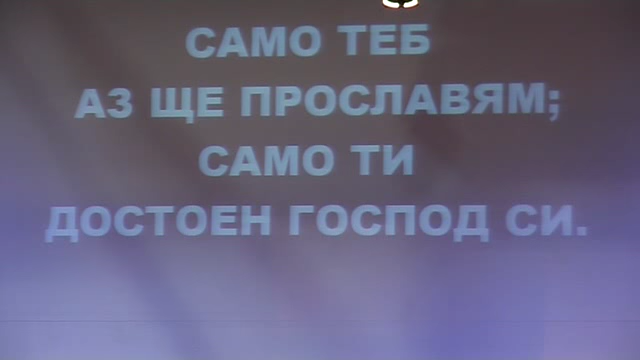 САМО ТЕБ
АЗ ЩЕ ПРОСЛАВЯМ;
САМО ТИ
ДОСТОЕН ГОСПОД СИ.